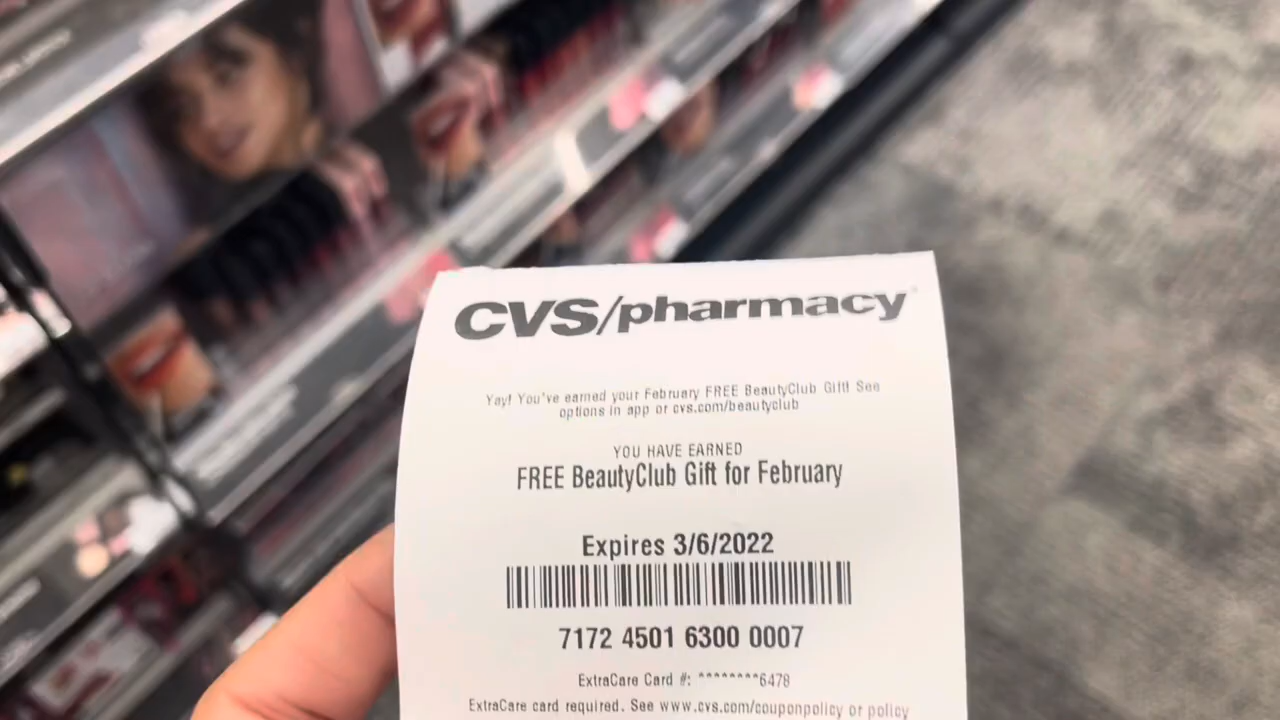 CVS/pharmacy
Yay! You've earned your February FREE BeautyClub Gift! See
options in app or cvs.com/beautyclub
YOU HAVE EARNED
FREE BeautyClub Gift for February
Expires 3/6/2022
7172 4501 6300 0007
ExtraCare Card #: ********6478
ExtraCare card required. See www.cvs.com/couponpolicy or policy